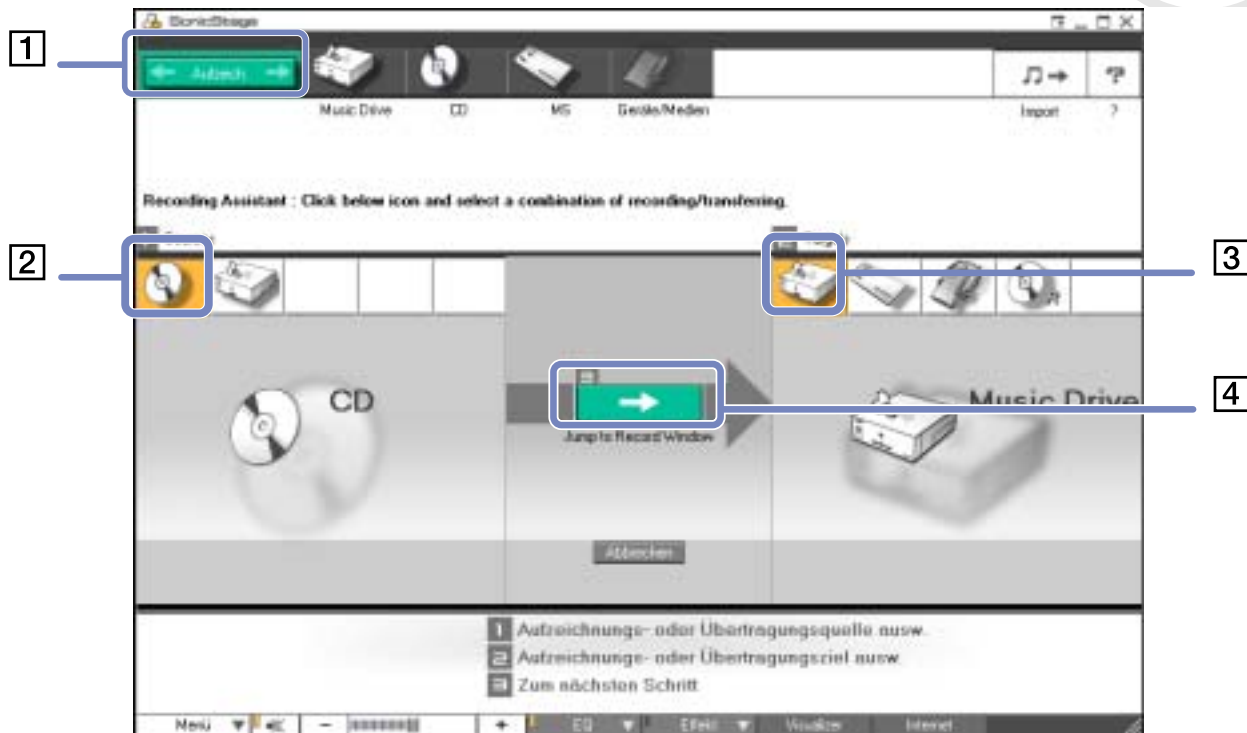 1
SonicStage
Aufzeich
Music Drive
CD
MS
Geräte/Medien
Import
?
Recording Assistant : Click below icon and select a combination of recording/transferring.
2
3
CD
Music Drive
4
Jump to Record Window
Abbrechen
1 Aufzeichnungs- oder Übertragungsquelle ausw.
2 Aufzeichnungs- oder Übertragungsziel ausw.
3 Zum nächsten Schritt
Menü
-
+
EQ
Effekt
Visualizer
Internet